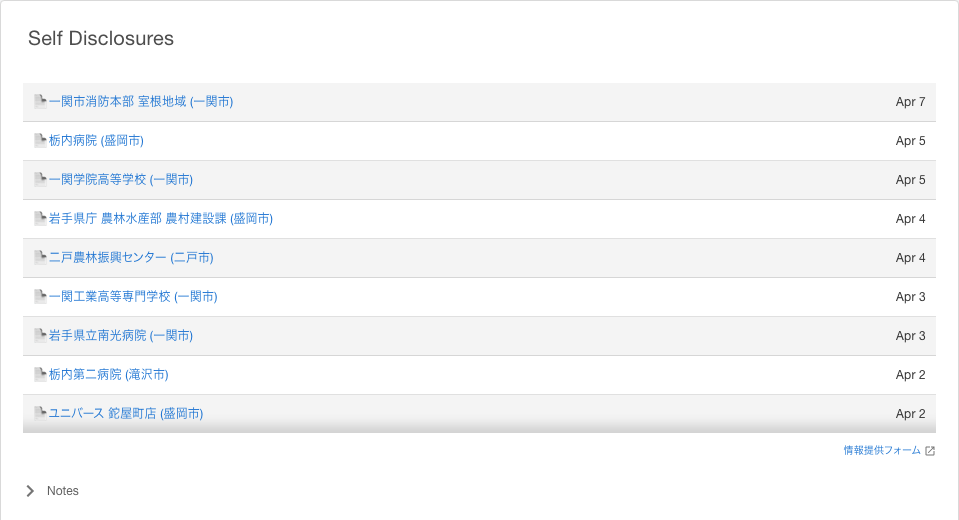 Self Disclosures
一関市消防本部 室根地域 (一関市) Apr 7
栃内病院 (盛岡市) Apr 5
一関学院高等学校 (一関市) Apr 5
岩手県庁 農林水産部 農村建設課 (盛岡市) Apr 4
二戸農林振興センター (二戸市) Apr 4
一関工業高等専門学校 (一関市) Apr 3
岩手県立南光病院 (一関市) Apr 3
栃内第二病院 (滝沢市) Apr 2
ユニバース 鉈屋町店 (盛岡市) Apr 2
情報提供フォーム
Notes